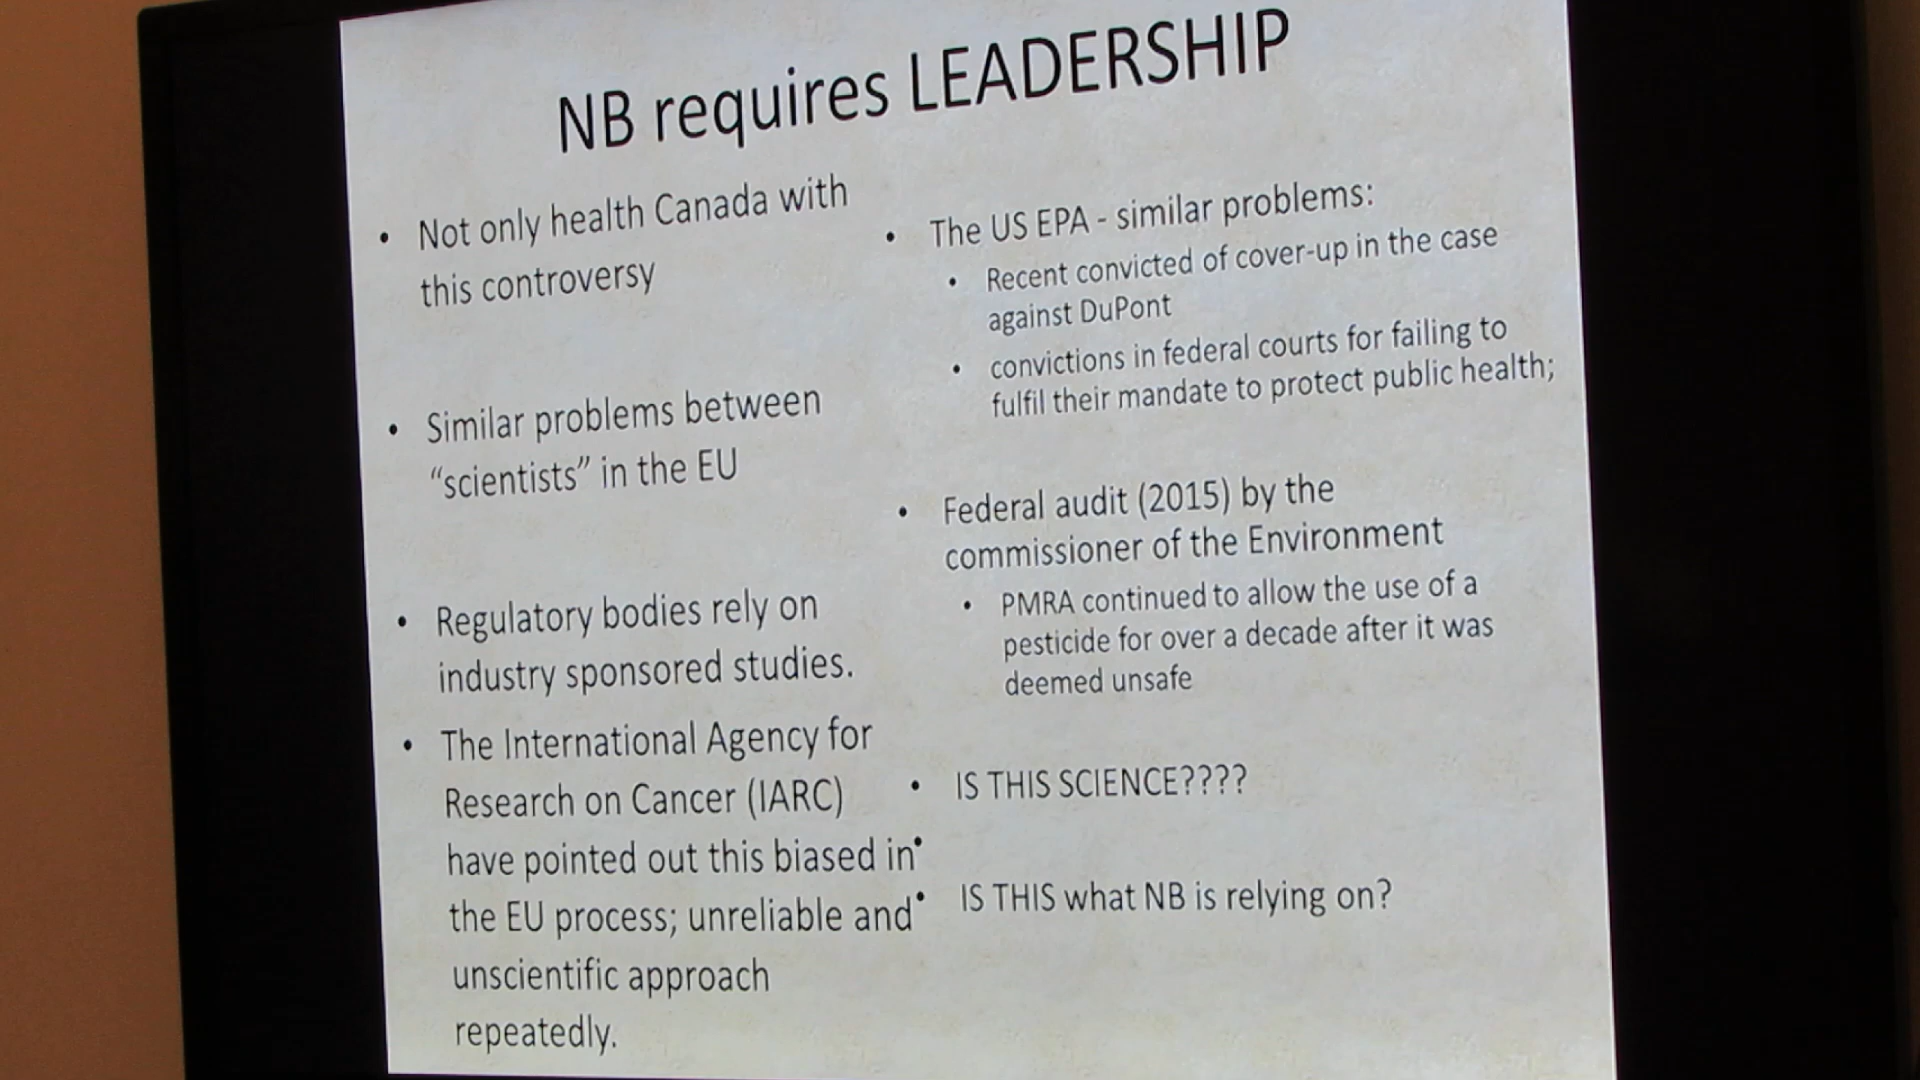 NB requires LEADERSHIP
• Not only health Canada with
this controversy
• Similar problems between
“scientists” in the EU
• Regulatory bodies rely on
industry sponsored studies.
• The International Agency for
Research on Cancer (IARC)
have pointed out this biased in
the EU process; unreliable and
unscientific approach
repeatedly.
• The US EPA - similar problems:
• Recent convicted of cover-up in the case
against DuPont
• convictions in federal courts for failing to
fulfil their mandate to protect public health;
• Federal audit (2015) by the
commissioner of the Environment
• PMRA continued to allow the use of a
pesticide for over a decade after it was
deemed unsafe
• IS THIS SCIENCE????
•
• IS THIS what NB is relying on?